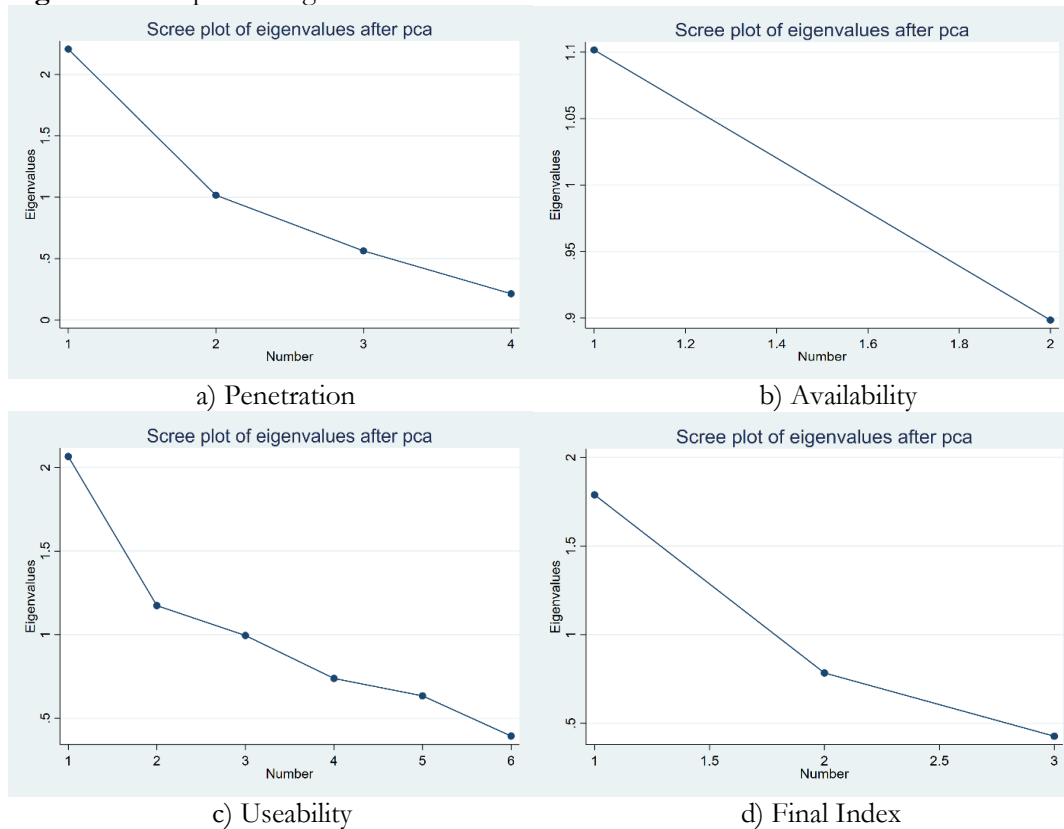 Scree plot of eigenvalues after pca
Eigenvalues
2
1.5
1
.5
0
1 2 3 4
Number
a) Penetration
Scree plot of eigenvalues after pca
Eigenvalues
1.1
1.05
1
.95
.9
1 1.2 1.4 1.6 1.8 2
Number
b) Availability
Scree plot of eigenvalues after pca
Eigenvalues
2
1.5
1
.5
1 2 3 4 5 6
Number
c) Useability
Scree plot of eigenvalues after pca
Eigenvalues
2
1.5
1
.5
1 1.5 2 2.5 3
Number
d) Final Index